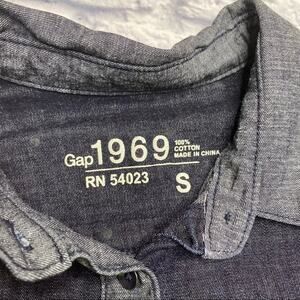 Gap 1969 100% COTTON MADE IN CHINA
RN 54023 S